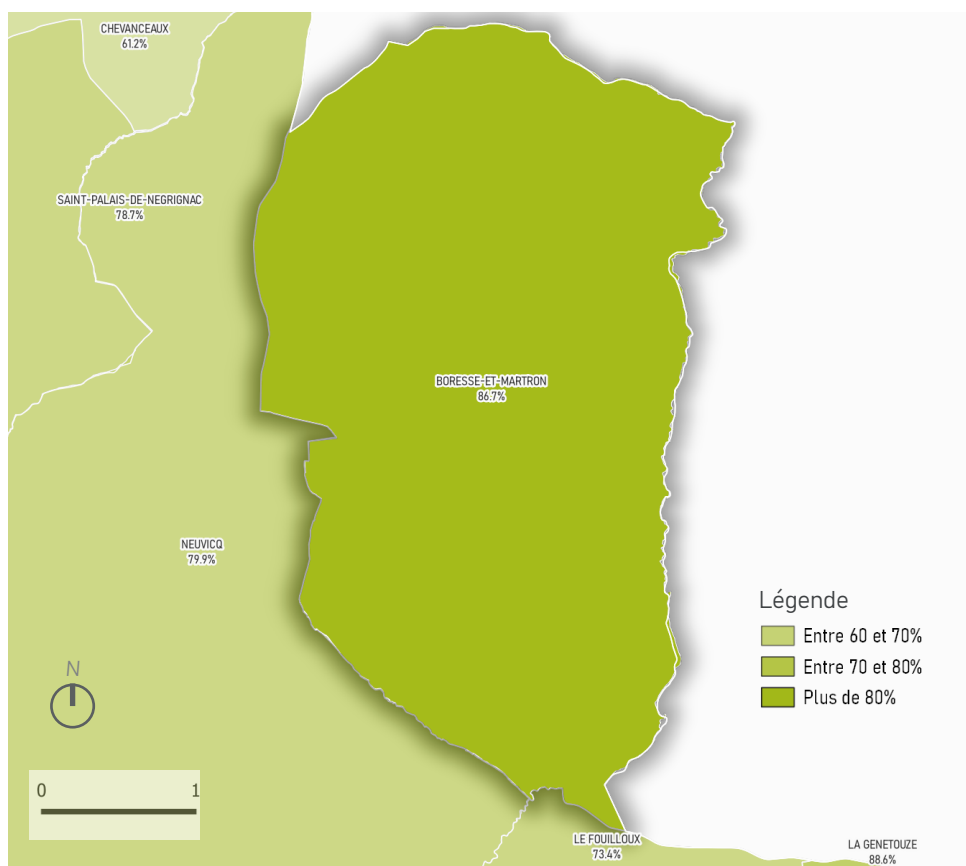 CHEVANCEAUX
61.2%
SAINT-PALAIS-DE-NEGRIGNAC
78.7%
BORESSE-ET-MARTRON
86.7%
NEUVICQ
79.9%
Légende
Entre 60 et 70%
Entre 70 et 80%
Plus de 80%
N
0 1
LE FOUILLOUX
73.4%
LA GENETOUZE
88.6%